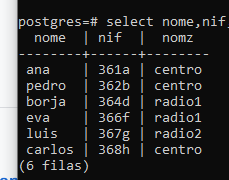 postgres=# select nome,nif,
nome | nif | nomz
--------+------+--------
ana | 361a | centro
pedro | 362b | centro
borja | 364d | radio1
eva | 366f | radio1
luis | 367g | radio2
carlos | 368h | centro
(6 filas)